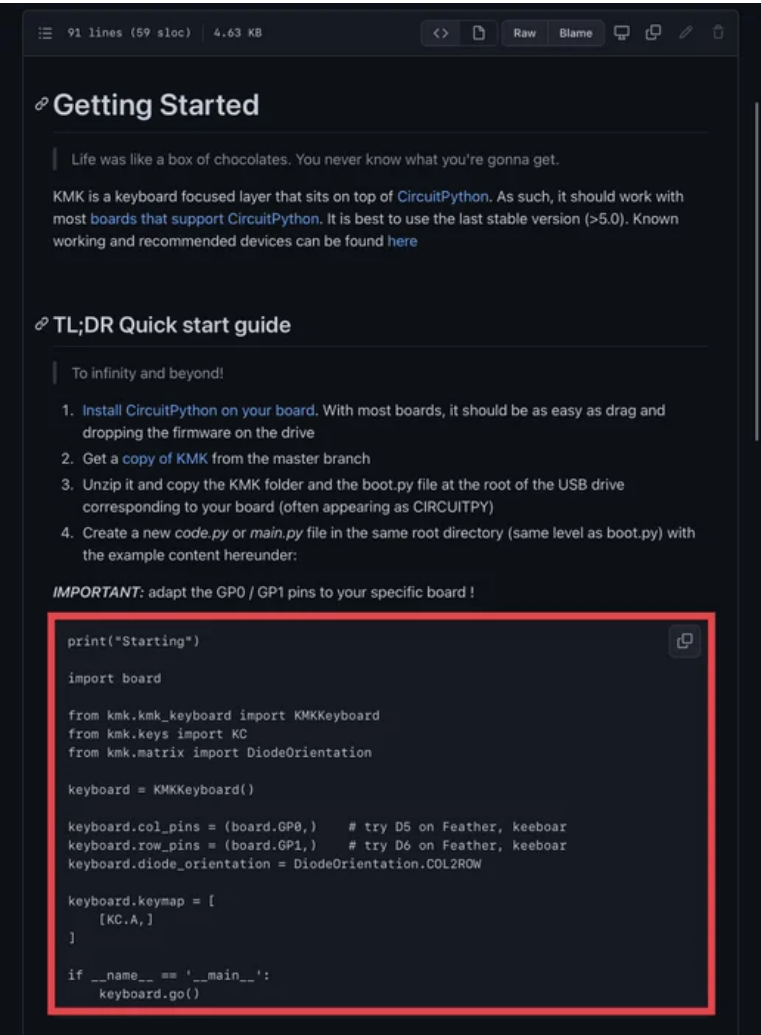 91 lines (59 sloc) 4.63 KB
<> Raw Blame
Getting Started
Life was like a box of chocolates. You never know what you're gonna get.
KMK is a keyboard focused layer that sits on top of CircuitPython. As such, it should work with
most boards that support CircuitPython. It is best to use the last stable version (>5.0). Known
working and recommended devices can be found here
TL;DR Quick start guide
To infinity and beyond!
1. Install CircuitPython on your board. With most boards, it should be as easy as drag and
dropping the firmware on the drive
2. Get a copy of KMK from the master branch
3. Unzip it and copy the KMK folder and the boot.py file at the root of the USB drive
corresponding to your board (often appearing as CIRCUITPY)
4. Create a new code.py or main.py file in the same root directory (same level as boot.py) with
the example content hereunder:
IMPORTANT: adapt the GP0 / GP1 pins to your specific board !
print("Starting")
import board
from kmk.kmk_keyboard import KMKKeyboard
from kmk.keys import KC
from kmk.matrix import DiodeOrientation
keyboard = KMKKeyboard()
keyboard.col_pins = (board.GP0,)    # try D5 on Feather, keeboar
keyboard.row_pins = (board.GP1,)    # try D6 on Feather, keeboar
keyboard.diode_orientation = DiodeOrientation.COL2ROW
keyboard.keymap = [
    [KC.A,]
]
if __name__ == '__main__':
    keyboard.go()